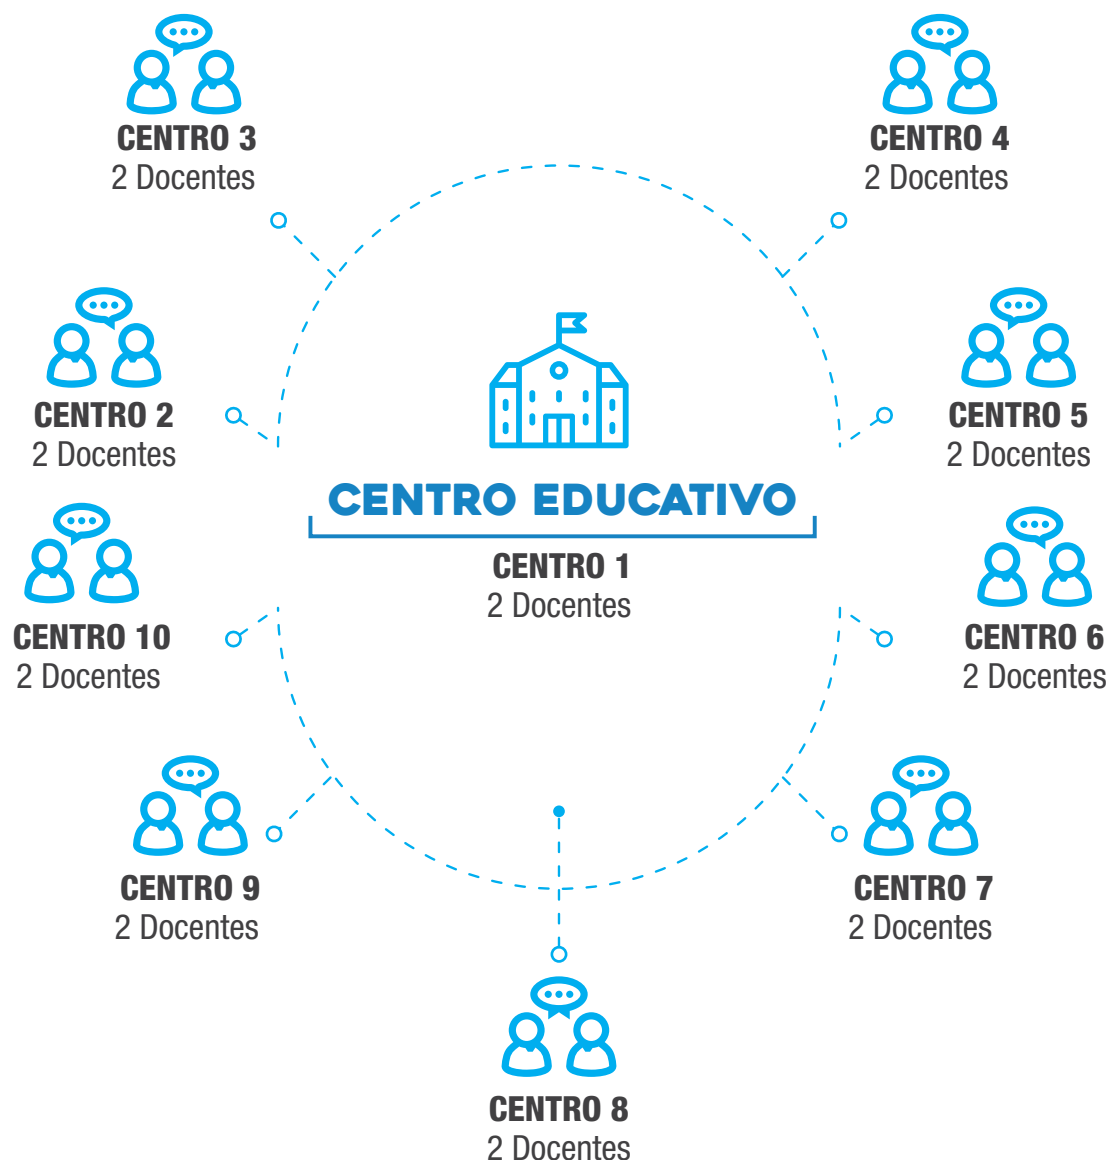 CENTRO 3
2 Docentes
CENTRO 4
2 Docentes
CENTRO 2
2 Docentes
CENTRO 5
2 Docentes
CENTRO EDUCATIVO
CENTRO 1
2 Docentes
CENTRO 10
2 Docentes
CENTRO 6
2 Docentes
CENTRO 9
2 Docentes
CENTRO 7
2 Docentes
CENTRO 8
2 Docentes